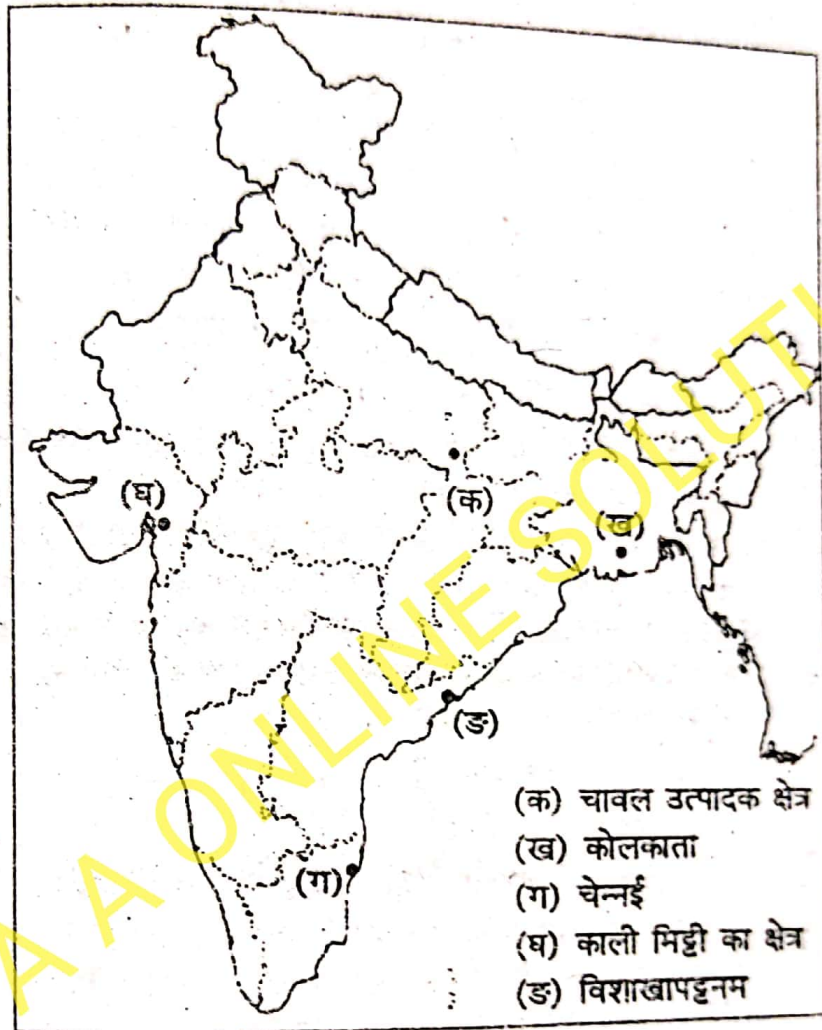 (क)
(घ)
(ख)
(ङ)
(ग)
(क) चावल उत्पादक क्षेत्र
(ख) कोलकाता
(ग) चेन्नई
(घ) काली मिट्टी का क्षेत्र
(ङ) विशाखापट्टनम
A A ONLINE SOLUTI